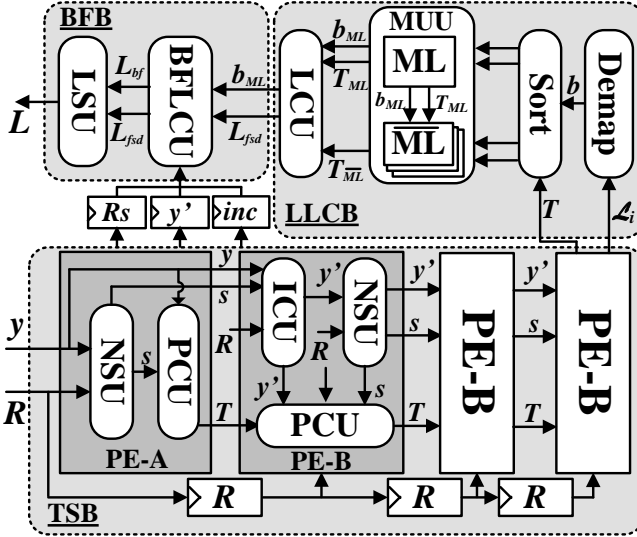 BFB
LSU
L_bf
L_fsd
BFLCU
b_ML
L_fsd
L
LCU
b_ML
T_ML
T_M̅L̅
MUU
ML
b_ML
T_ML
M̅L̅
Sort
b
Demap
LLCB
T
ℒ_i
Rs
y'
inc
y
R
NSU
s
PCU
T
PE-A
y
s
R
ICU
y'
R
NSU
y'
s
y'
s
PCU
T
PE-B
PE-B
y'
s
T
PE-B
TSB
R
R
R